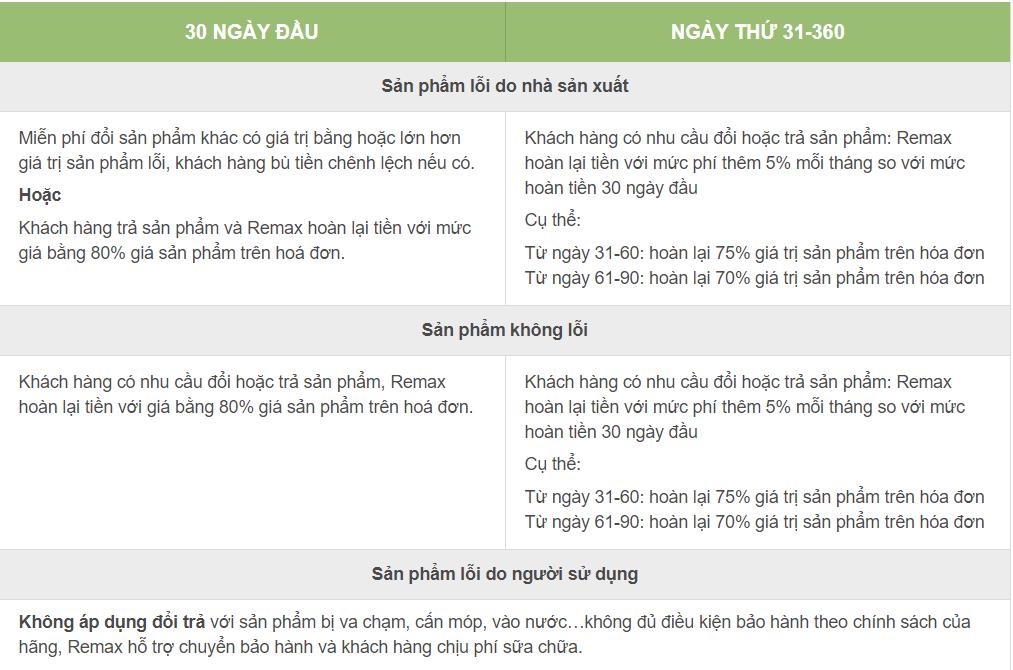 30 NGÀY ĐẦU
NGÀY THỨ 31-360
Sản phẩm lỗi do nhà sản xuất
Miễn phí đổi sản phẩm khác có giá trị bằng hoặc lớn hơn
giá trị sản phẩm lỗi, khách hàng bù tiền chênh lệch nếu có.
Hoặc
Khách hàng trả sản phẩm và Remax hoàn lại tiền với mức
giá bằng 80% giá sản phẩm trên hoá đơn.
Khách hàng có nhu cầu đổi hoặc trả sản phẩm: Remax
hoàn lại tiền với mức phí thêm 5% mỗi tháng so với mức
hoàn tiền 30 ngày đầu
Cụ thể:
Từ ngày 31-60: hoàn lại 75% giá trị sản phẩm trên hóa đơn
Từ ngày 61-90: hoàn lại 70% giá trị sản phẩm trên hóa đơn
Sản phẩm không lỗi
Khách hàng có nhu cầu đổi hoặc trả sản phẩm, Remax
hoàn lại tiền với giá bằng 80% giá sản phẩm trên hoá đơn.
Khách hàng có nhu cầu đổi hoặc trả sản phẩm: Remax
hoàn lại tiền với mức phí thêm 5% mỗi tháng so với mức
hoàn tiền 30 ngày đầu
Cụ thể:
Từ ngày 31-60: hoàn lại 75% giá trị sản phẩm trên hóa đơn
Từ ngày 61-90: hoàn lại 70% giá trị sản phẩm trên hóa đơn
Sản phẩm lỗi do người sử dụng
Không áp dụng đổi trả với sản phẩm bị va chạm, cấn móp, vào nước…không đủ điều kiện bảo hành theo chính sách của
hãng, Remax hỗ trợ chuyển bảo hành và khách hàng chịu phí sữa chữa.